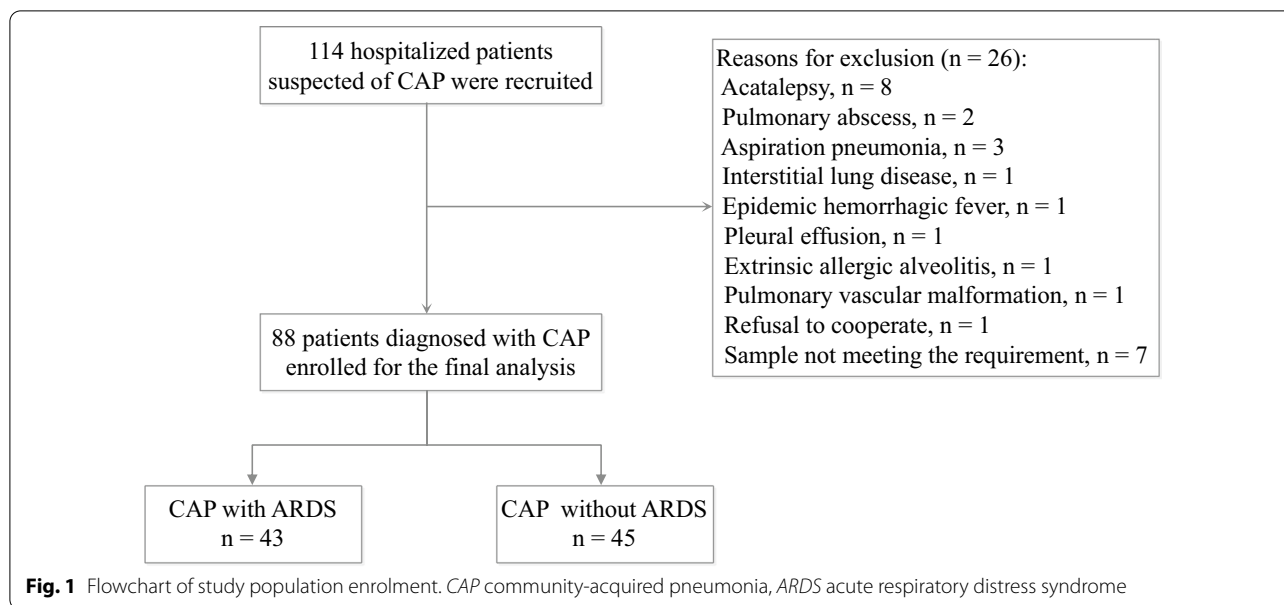 114 hospitalized patients
suspected of CAP were recruited
Reasons for exclusion (n = 26):
Acatalepsy, n = 8
Pulmonary abscess, n = 2
Aspiration pneumonia, n = 3
Interstitial lung disease, n = 1
Epidemic hemorrhagic fever, n = 1
Pleural effusion, n = 1
Extrinsic allergic alveolitis, n = 1
Pulmonary vascular malformation, n = 1
Refusal to cooperate, n = 1
Sample not meeting the requirement, n = 7
88 patients diagnosed with CAP
enrolled for the final analysis
CAP with ARDS
n = 43
CAP without ARDS
n = 45
Fig. 1 Flowchart of study population enrolment. CAP community-acquired pneumonia, ARDS acute respiratory distress syndrome